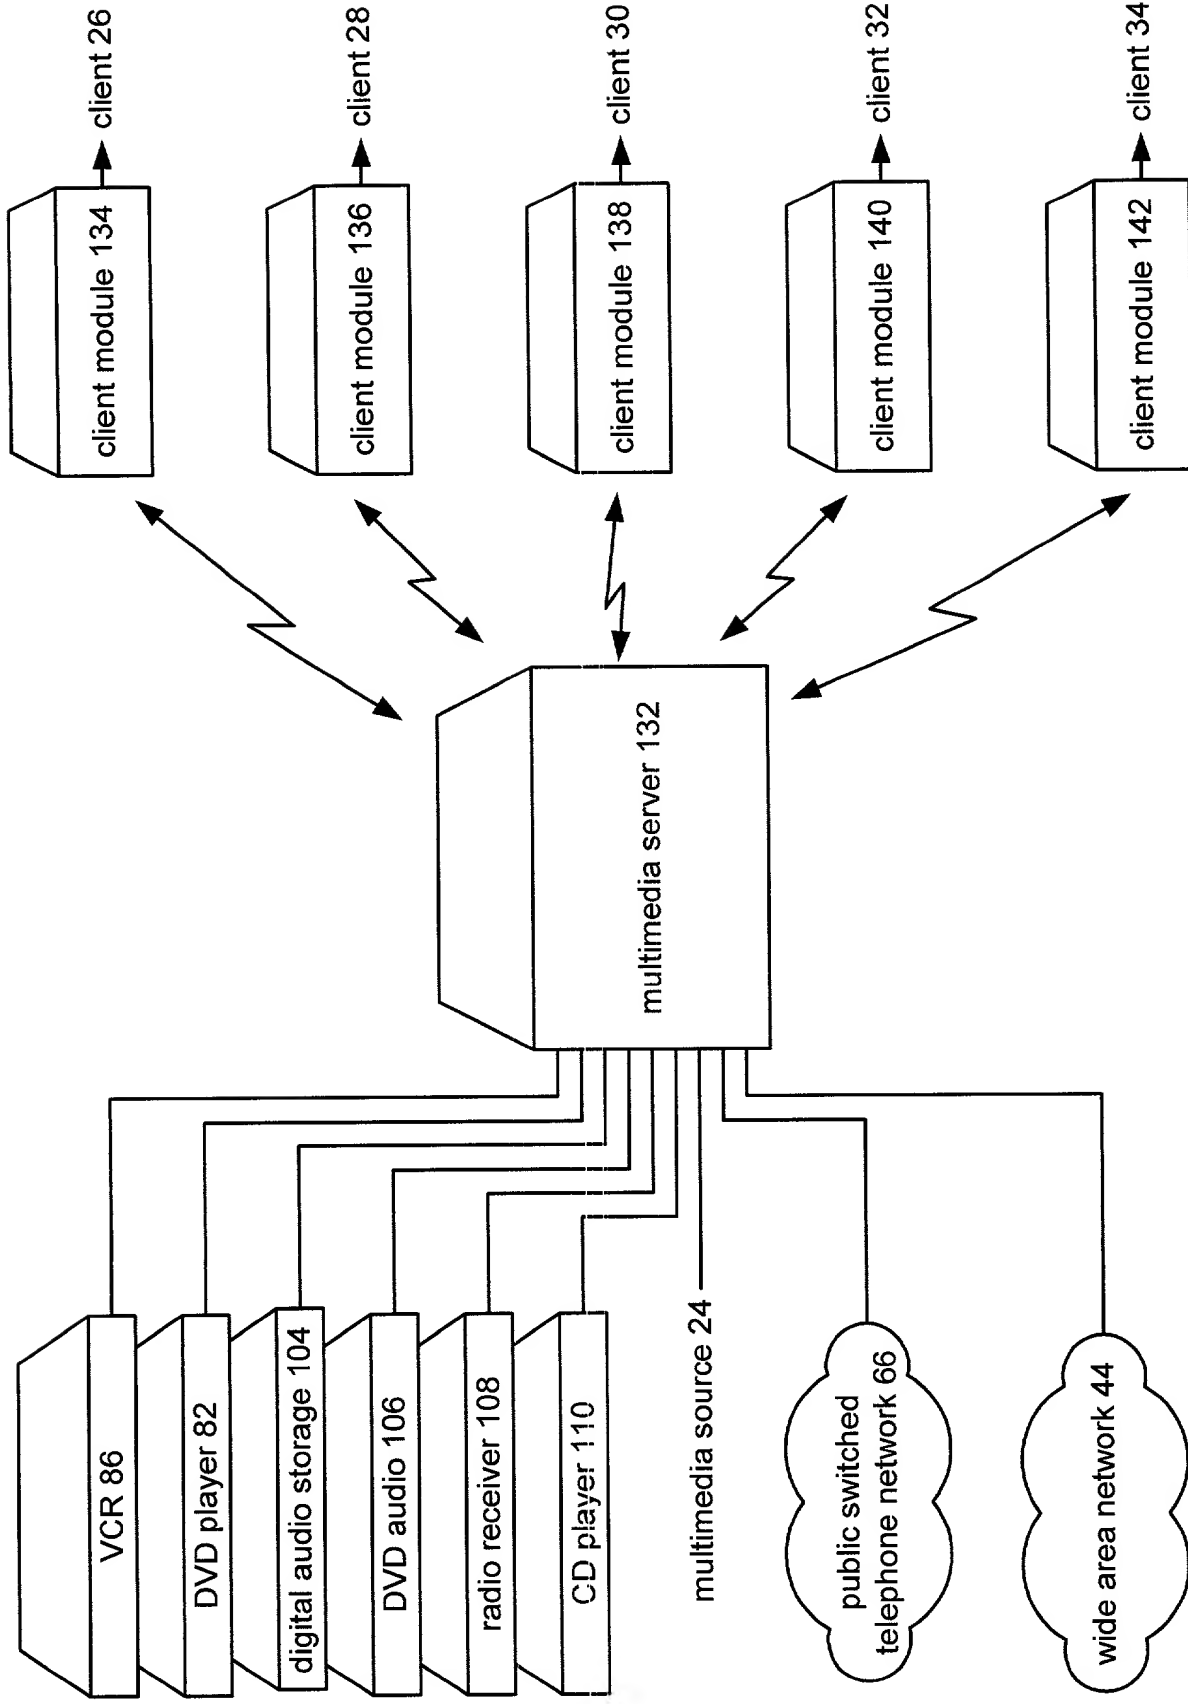 VCR 86
DVD player 82
digital audio storage 104
DVD audio 106
radio receiver 108
CD player 110
multimedia source 24
public switched
telephone network 66
wide area network 44
multimedia server 132
client module 134
client 26
client module 136
client 28
client module 138
client 30
client module 140
client 32
client module 142
client 34